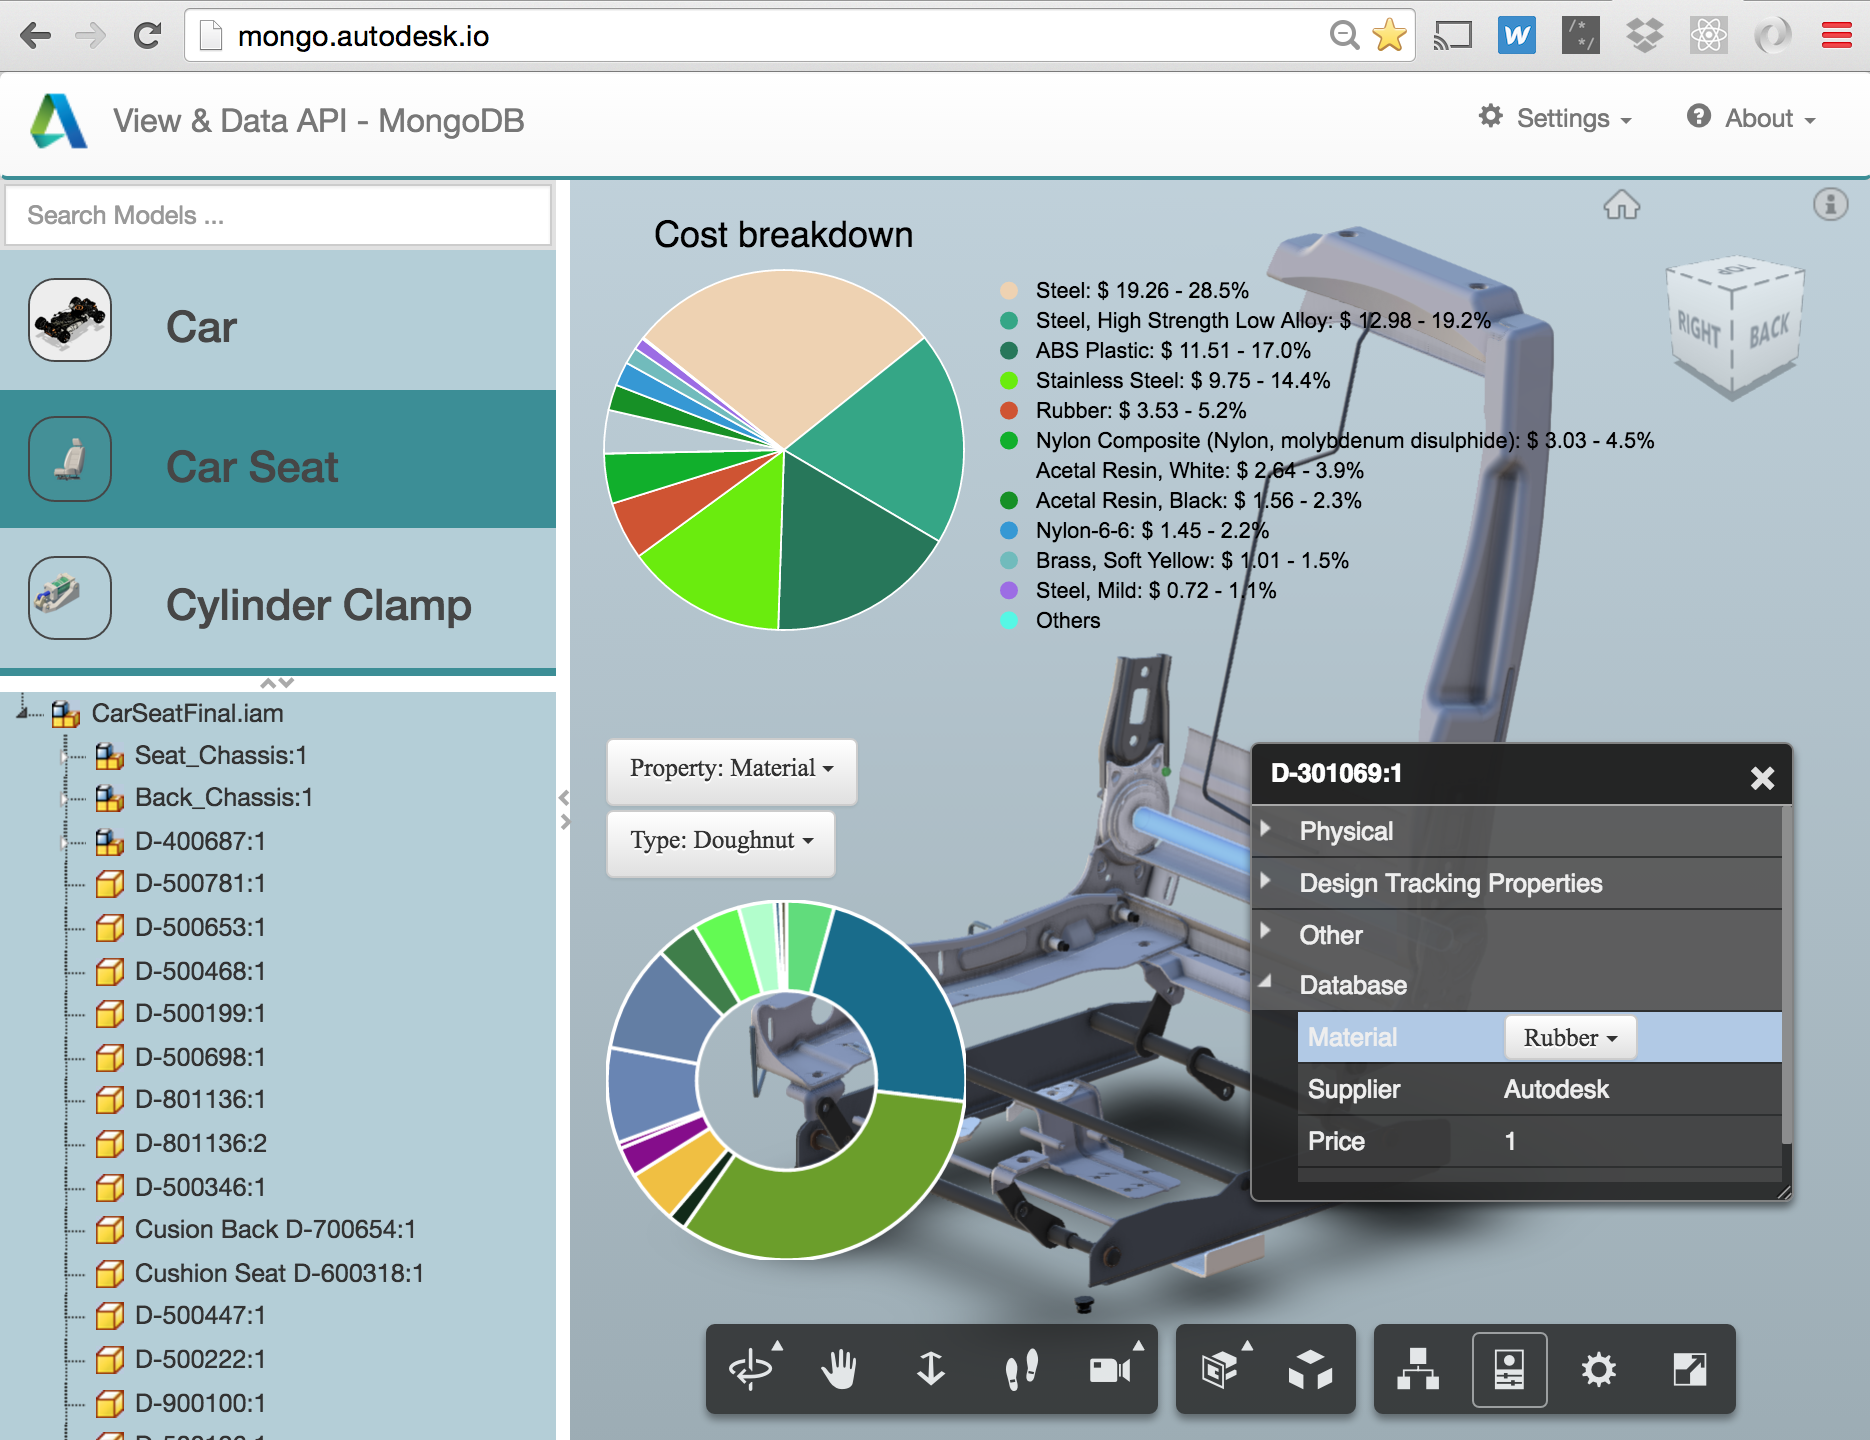 mongo.autodesk.io
View & Data API - MongoDB
Settings
About
Search Models ...
Car
Car Seat
Cylinder Clamp
CarSeatFinal.iam
Seat_Chassis:1
Back_Chassis:1
D-400687:1
D-500781:1
D-500653:1
D-500468:1
D-500199:1
D-500698:1
D-801136:1
D-801136:2
D-500346:1
Cusion Back D-700654:1
Cushion Seat D-600318:1
D-500447:1
D-500222:1
D-900100:1
Cost breakdown
Steel: $ 19.26 - 28.5%
Steel, High Strength Low Alloy: $ 12.98 - 19.2%
ABS Plastic: $ 11.51 - 17.0%
Stainless Steel: $ 9.75 - 14.4%
Rubber: $ 3.53 - 5.2%
Nylon Composite (Nylon, molybdenum disulphide): $ 3.03 - 4.5%
Acetal Resin, White: $ 2.64 - 3.9%
Acetal Resin, Black: $ 1.56 - 2.3%
Nylon-6-6: $ 1.45 - 2.2%
Brass, Soft Yellow: $ 1.01 - 1.5%
Steel, Mild: $ 0.72 - 1.1%
Others
TOP
RIGHT
BACK
Property: Material
Type: Doughnut
D-301069:1
Physical
Design Tracking Properties
Other
Database
Material Rubber
Supplier Autodesk
Price 1